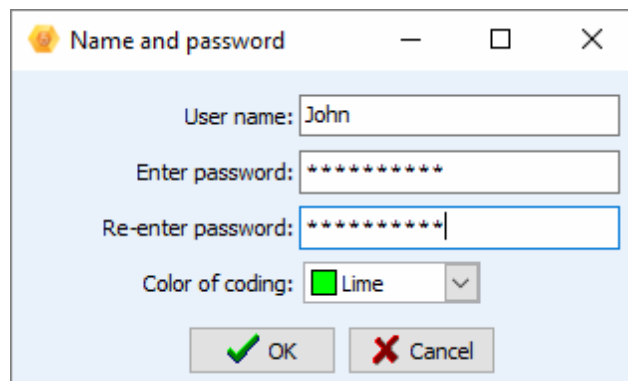 Name and password
User name: John
Enter password: **********
Re-enter password: **********
Color of coding: Lime
OK Cancel